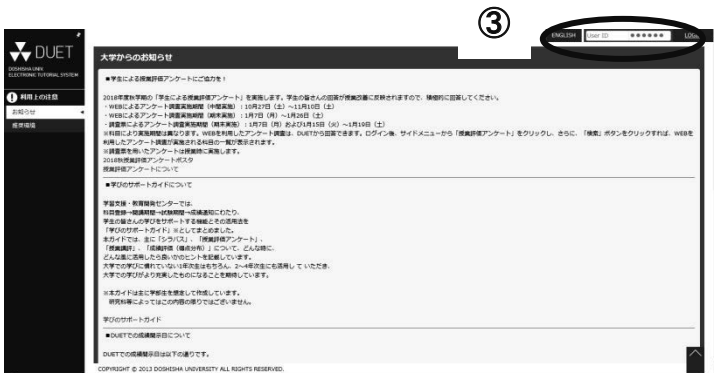 ③
ENGLISH User ID ●●●●●● LOGIN
DUET
DOSHISHA UNIV
ELECTRONIC TUTORIAL SYSTEM
利用上の注意
お知らせ
推奨環境
大学からのお知らせ
■学生による授業評価アンケートにご協力を！
2018年度秋学期の「学生による授業評価アンケート」を実施します。学生の皆さんの回答が授業改善に反映されますので、積極的に回答してください。
・WEBによるアンケート調査実施期間（中間実施）：10月27日（土）～11月10日（土）
・WEBによるアンケート調査実施期間（期末実施）：1月7日（月）～1月26日（土）
・調査票によるアンケート調査実施期間（期末実施）：1月7日（月）および1月15日（火）～1月19日（土）
※科目により実施期間は異なります。WEBを利用したアンケート調査は、DUETから回答できます。ログイン後、サイドメニューから「授業評価アンケート」をクリックし、さらに、「検索」ボタンをクリックすれば、WEBを
利用したアンケート調査が実施される科目の一覧が表示されます。
※調査票を用いたアンケートは授業時に実施します。
2018秋授業評価アンケートポスタ
授業評価アンケートについて
■学びのサポートガイドについて
学習支援・教育開発センターでは、
科目登録→開講期間→試験期間→成績通知にわたり、
学生の皆さんの学びをサポートする機能とその活用法を
「学びのサポートガイド」※としてまとめました。
本ガイドでは、主に「シラバス」、「授業評価アンケート」、
「授業講評」、「成績評価（得点分布）」について、どんな時に、
どんな風に活用したら良いかのヒントを記載しています。
大学での学びに慣れていない1年次生はもちろん、2～4年次生にも活用して いただき、
大学での学びがより充実したものになることを期待しています。
※本ガイドは主に学部生を想定して作成しています。
研究科等によってはこの内容の限りではございません。
学びのサポートガイド
■DUETでの成績開示日について
DUETでの成績開示日は以下の通りです。
COPYRIGHT © 2013 DOSHISHA UNIVERSITY ALL RIGHTS RESERVED.